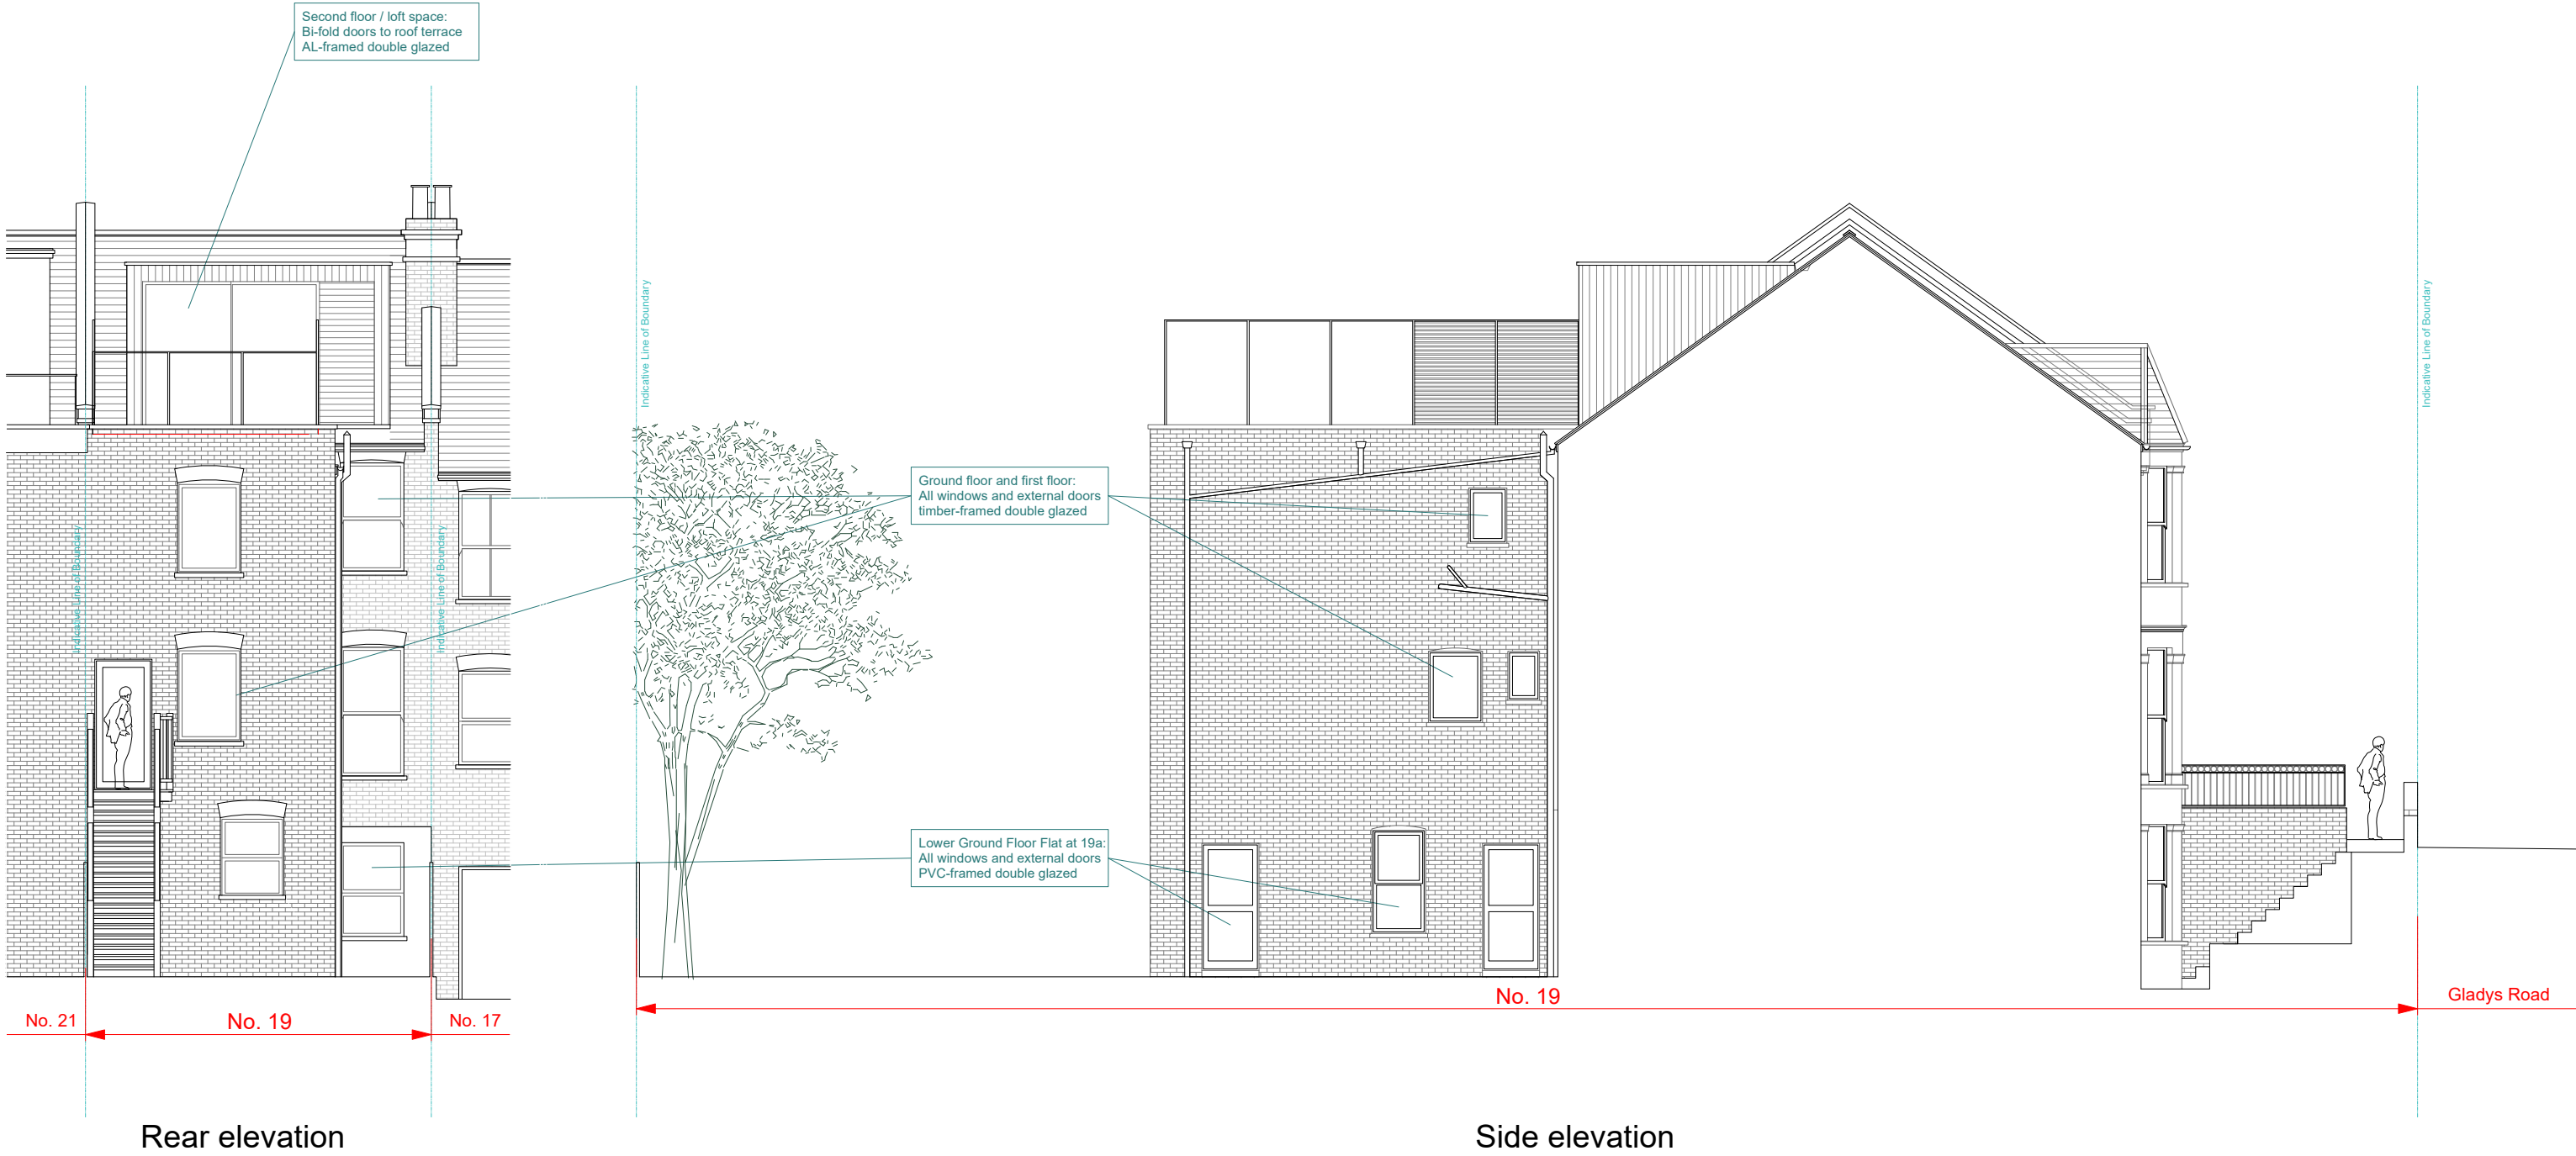 Second floor / loft space:
Bi-fold doors to roof terrace
AL-framed double glazed
Indicative Line of Boundary
Indicative Line of Boundary
Ground floor and first floor:
All windows and external doors
timber-framed double glazed
Indicative Line of Boundary
Indicative Line of Boundary
Lower Ground Floor Flat at 19a:
All windows and external doors
PVC-framed double glazed
No. 19
Gladys Road
No. 21
No. 19
No. 17
Rear elevation
Side elevation